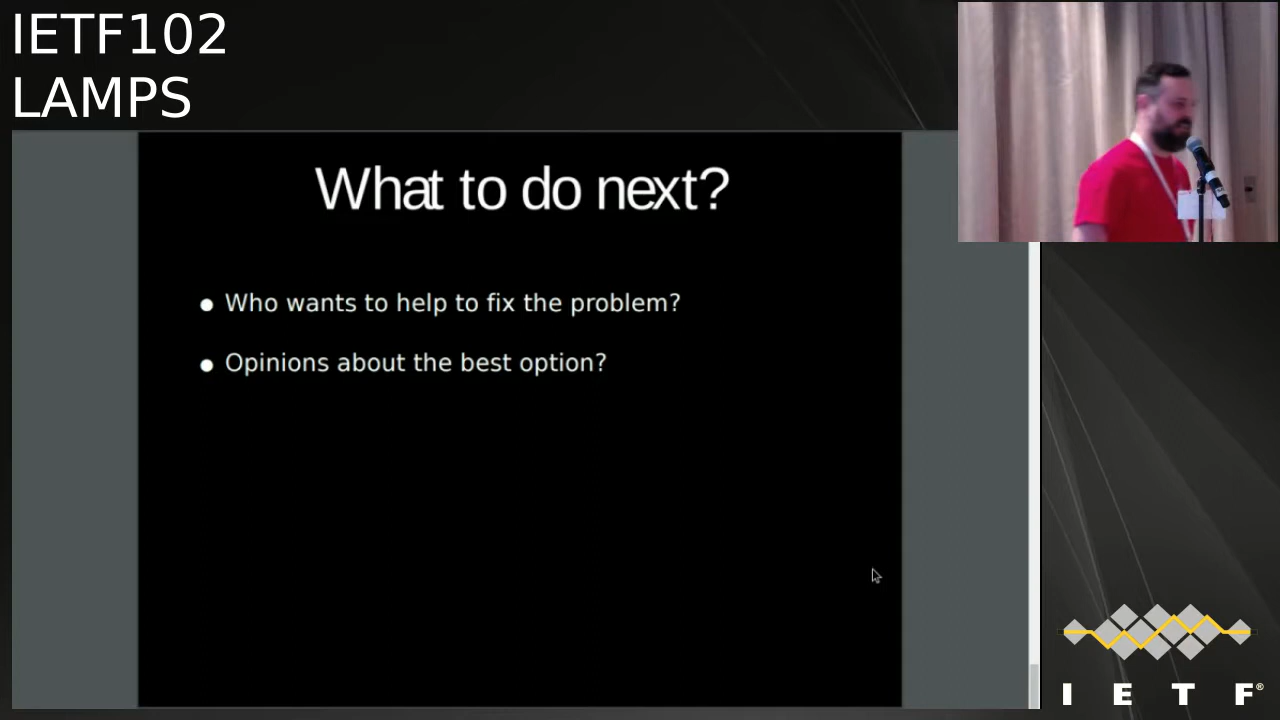 IETF102
LAMPS
What to do next?
● Who wants to help to fix the problem?
● Opinions about the best option?
I E T F®